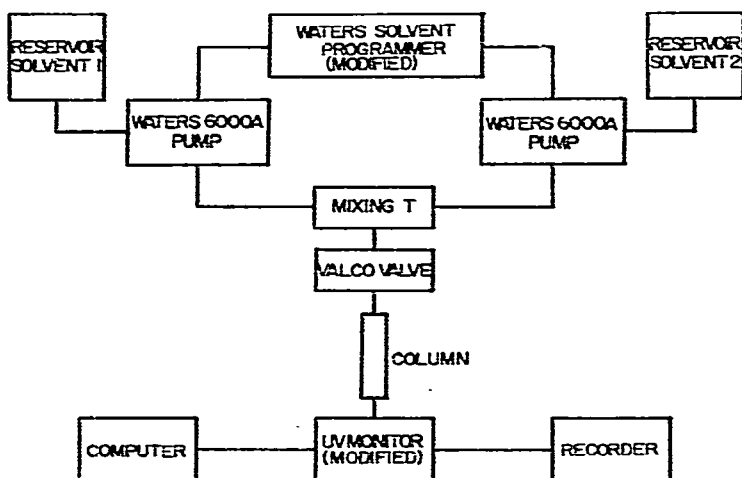 RESERVOIR
SOLVENT 1
WATERS SOLVENT
PROGRAMMER
(MODIFIED)
RESERVOIR
SOLVENT 2
WATERS 6000A
PUMP
WATERS 6000A
PUMP
MIXING T
VALCO VALVE
COLUMN
COMPUTER
UV MONITOR
(MODIFIED)
RECORDER